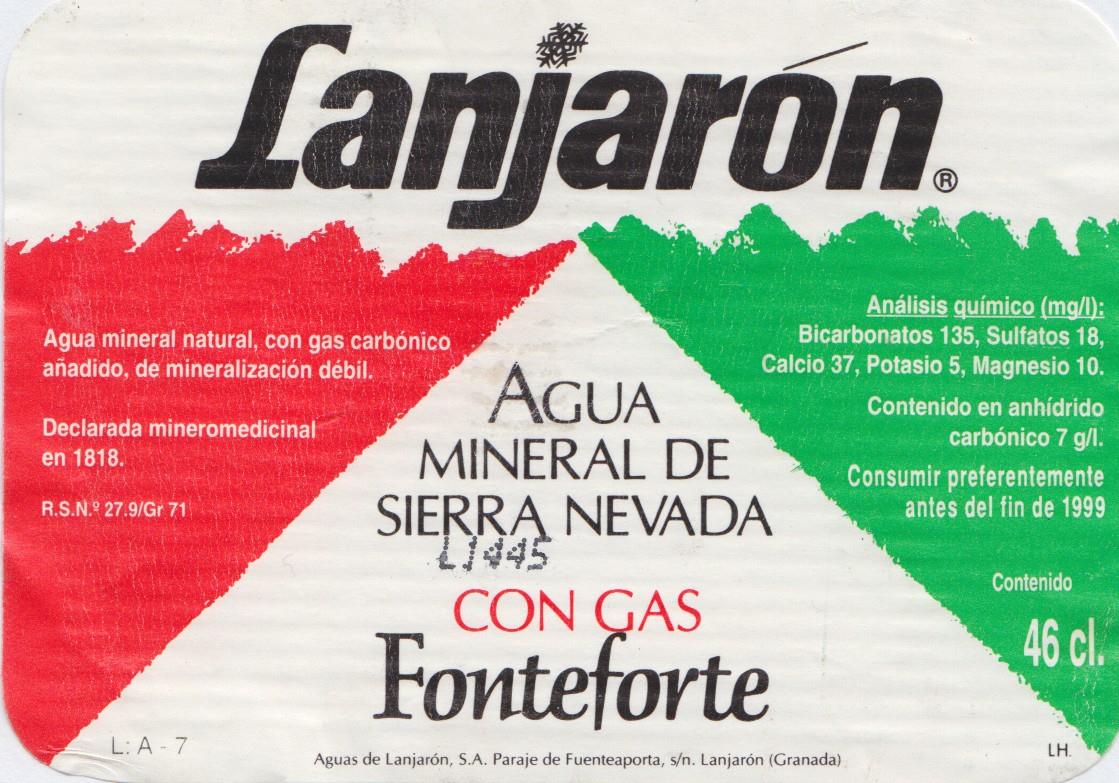 Lanjarón®
Agua mineral natural, con gas carbónico
añadido, de mineralización débil.
Declarada mineromedicinal
en 1818.
R.S.N.º 27.9/Gr 71
AGUA
MINERAL DE
SIERRA NEVADA
L1445
CON GAS
Fonteforte
Análisis químico (mg/l):
Bicarbonatos 135, Sulfatos 18,
Calcio 37, Potasio 5, Magnesio 10.
Contenido en anhídrido
carbónico 7 g/l.
Consumir preferentemente
antes del fin de 1999
Contenido
46 cl.
L: A - 7
Aguas de Lanjarón, S.A. Paraje de Fuenteaporta, s/n. Lanjarón (Granada)
LH.